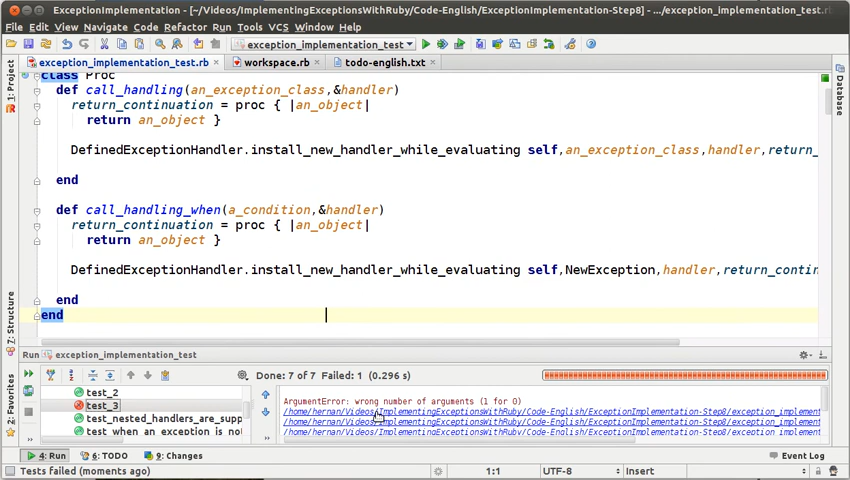 ExceptionImplementation - [~/Videos/ImplementingExceptionsWithRuby/Code-English/ExceptionImplementation-Step8] - .../exception_implementation_test.rb
File Edit View Navigate Code Refactor Run Tools VCS Window Help
exception_implementation_test
exception_implementation_test.rb workspace.rb todo-english.txt
1: Project
Database
7: Structure
2: Favorites
class Proc
def call_handling(an_exception_class,&handler)
return_continuation = proc { |an_object|
return an_object }
DefinedExceptionHandler.install_new_handler_while_evaluating self,an_exception_class,handler,return_
end
def call_handling_when(a_condition,&handler)
return_continuation = proc { |an_object|
return an_object }
DefinedExceptionHandler.install_new_handler_while_evaluating self,NewException,handler,return_contin
end
end
Run exception_implementation_test
Done: 7 of 7 Failed: 1 (0.296 s)
test_2
test_3
test_nested_handlers_are_supp
test when an exception is not
ArgumentError: wrong number of arguments (1 for 0)
/home/hernan/Videos/ImplementingExceptionsWithRuby/Code-English/ExceptionImplementation-Step8/exception_implement
/home/hernan/Videos/ImplementingExceptionsWithRuby/Code-English/ExceptionImplementation-Step8/exception_implement
/home/hernan/Videos/ImplementingExceptionsWithRuby/Code-English/ExceptionImplementation-Step8/exception_implement
4: Run 6: TODO 9: Changes Event Log
Tests failed (moments ago) 1:1 UTF-8 Insert